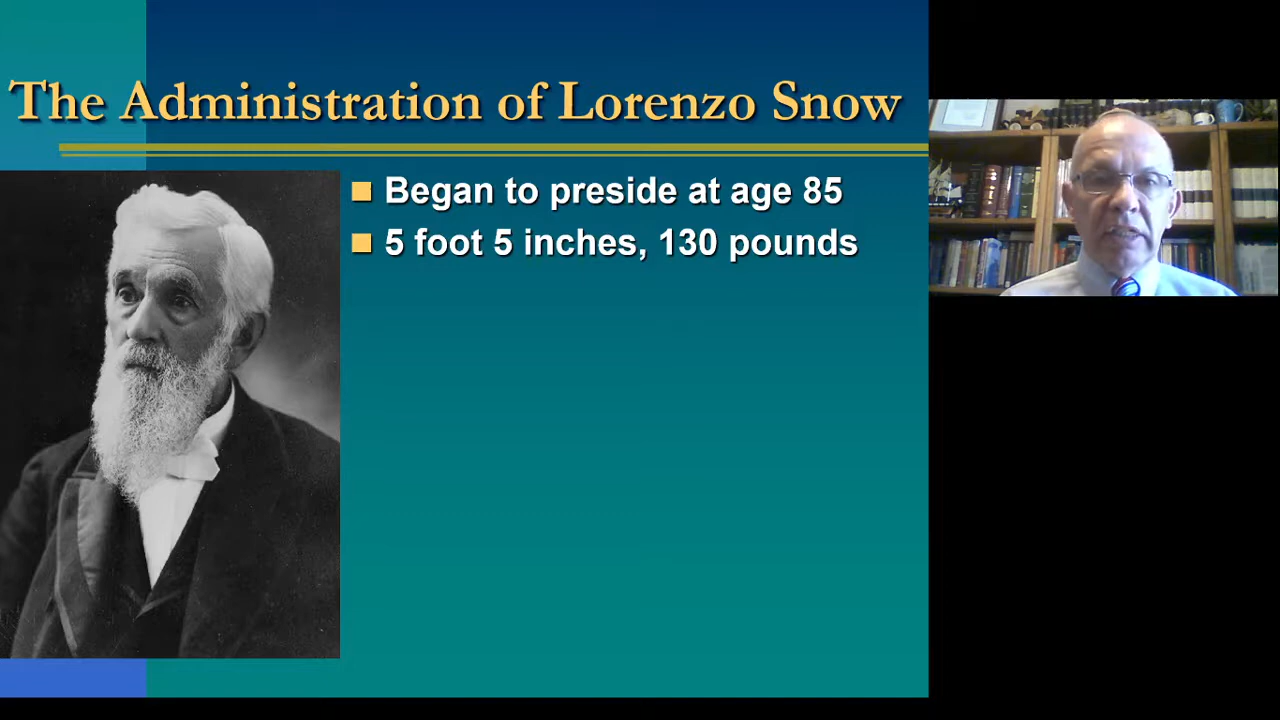 The Administration of Lorenzo Snow
Began to preside at age 85
5 foot 5 inches, 130 pounds